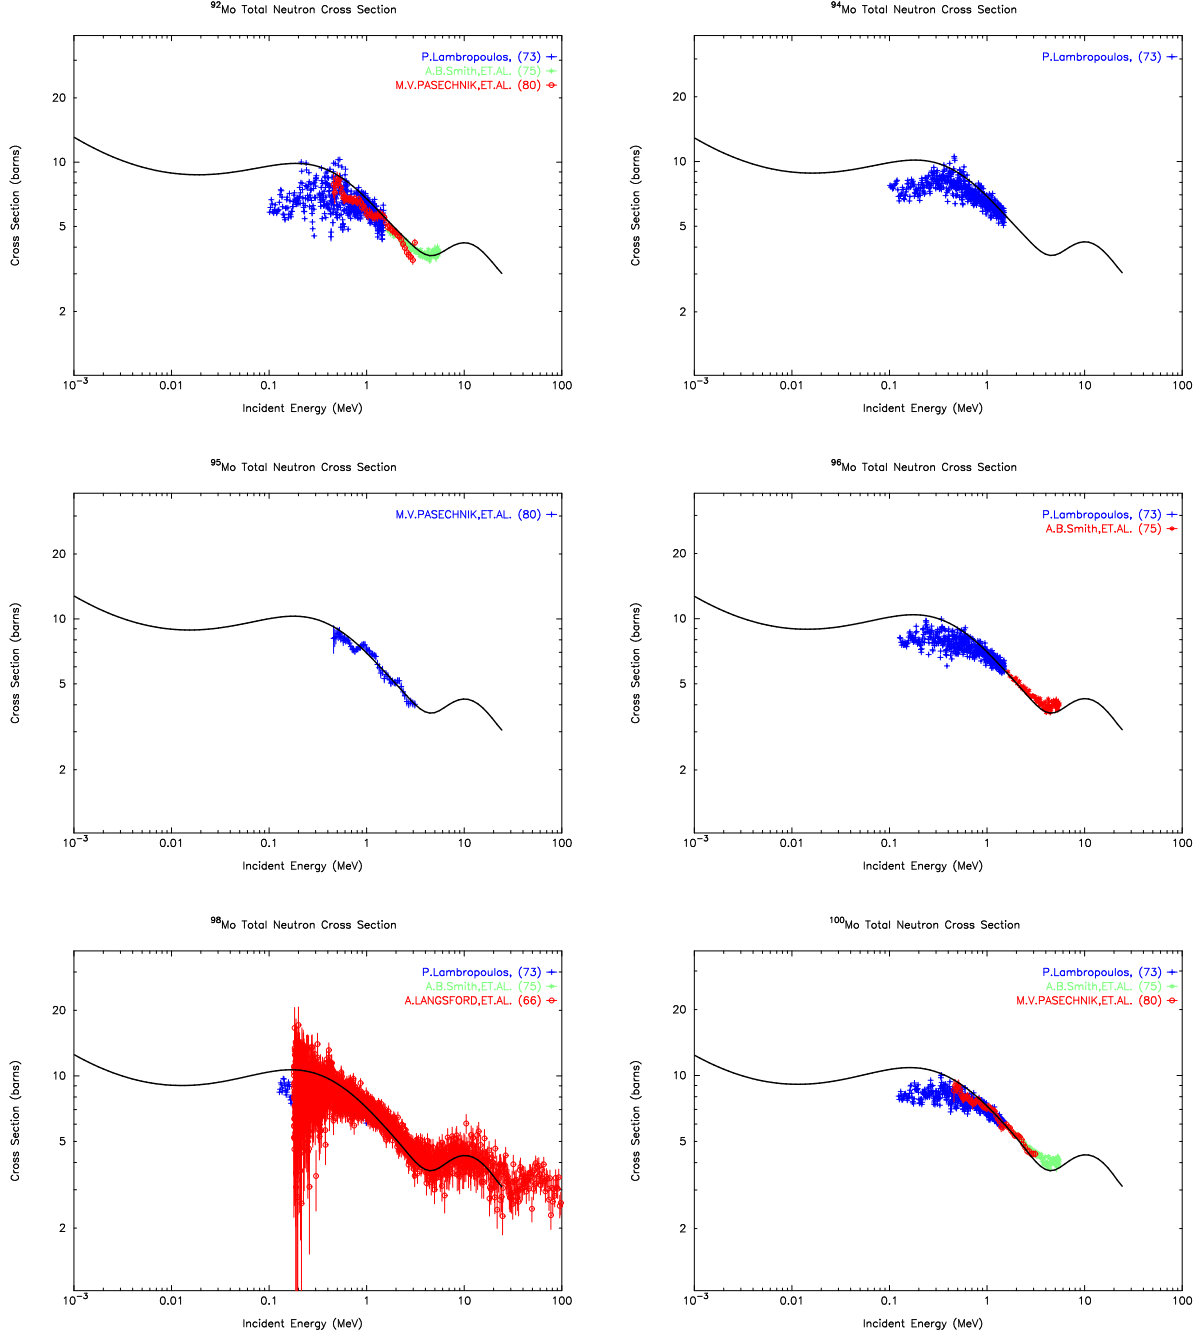 92Mo Total Neutron Cross Section
P.Lambropoulos, (73)
A.B.Smith,ET.AL. (75)
M.V.PASECHNIK,ET.AL. (80)
20
10
5
2
Cross Section (barns)
10-3 0.01 0.1 1 10 100
Incident Energy (MeV)
94Mo Total Neutron Cross Section
P.Lambropoulos, (73)
20
10
5
2
Cross Section (barns)
10-3 0.01 0.1 1 10 100
Incident Energy (MeV)
95Mo Total Neutron Cross Section
M.V.PASECHNIK,ET.AL. (80)
20
10
5
2
Cross Section (barns)
10-3 0.01 0.1 1 10 100
Incident Energy (MeV)
96Mo Total Neutron Cross Section
P.Lambropoulos, (73)
A.B.Smith,ET.AL. (75)
20
10
5
2
Cross Section (barns)
10-3 0.01 0.1 1 10 100
Incident Energy (MeV)
98Mo Total Neutron Cross Section
P.Lambropoulos, (73)
A.B.Smith,ET.AL. (75)
A.LANGSFORD,ET.AL. (66)
20
10
5
2
Cross Section (barns)
10-3 0.01 0.1 1 10 100
Incident Energy (MeV)
100Mo Total Neutron Cross Section
P.Lambropoulos, (73)
A.B.Smith,ET.AL. (75)
M.V.PASECHNIK,ET.AL. (80)
20
10
5
2
Cross Section (barns)
10-3 0.01 0.1 1 10 100
Incident Energy (MeV)